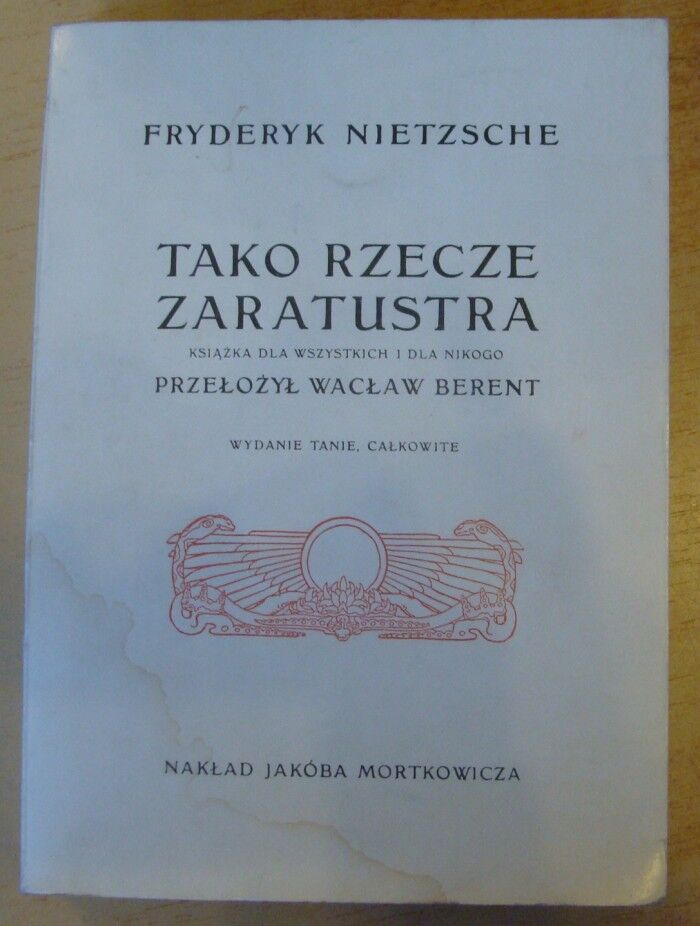 FRYDERYK NIETZSCHE
TAKO RZECZE
ZARATUSTRA
KSIĄŻKA DLA WSZYSTKICH I DLA NIKOGO
PRZEŁOŻYŁ WACŁAW BERENT
WYDANIE TANIE, CAŁKOWITE
NAKŁAD JAKÓBA MORTKOWICZA